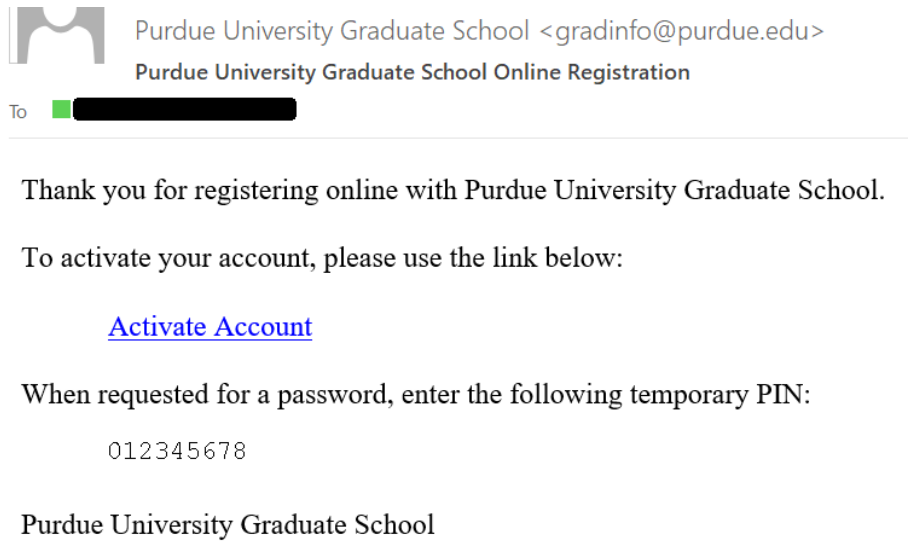 Purdue University Graduate School <gradinfo@purdue.edu>
Purdue University Graduate School Online Registration
To
Thank you for registering online with Purdue University Graduate School.
To activate your account, please use the link below:
Activate Account
When requested for a password, enter the following temporary PIN:
012345678
Purdue University Graduate School